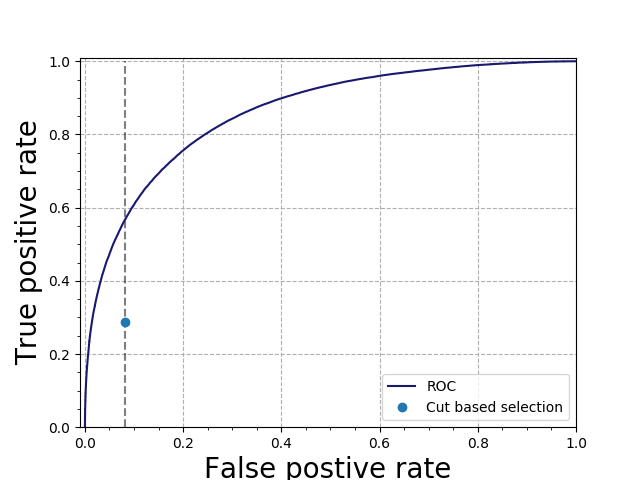 1.0
0.8
0.6
0.4
0.2
0.0
True positive rate
ROC
Cut based selection
0.0 0.2 0.4 0.6 0.8 1.0
False postive rate